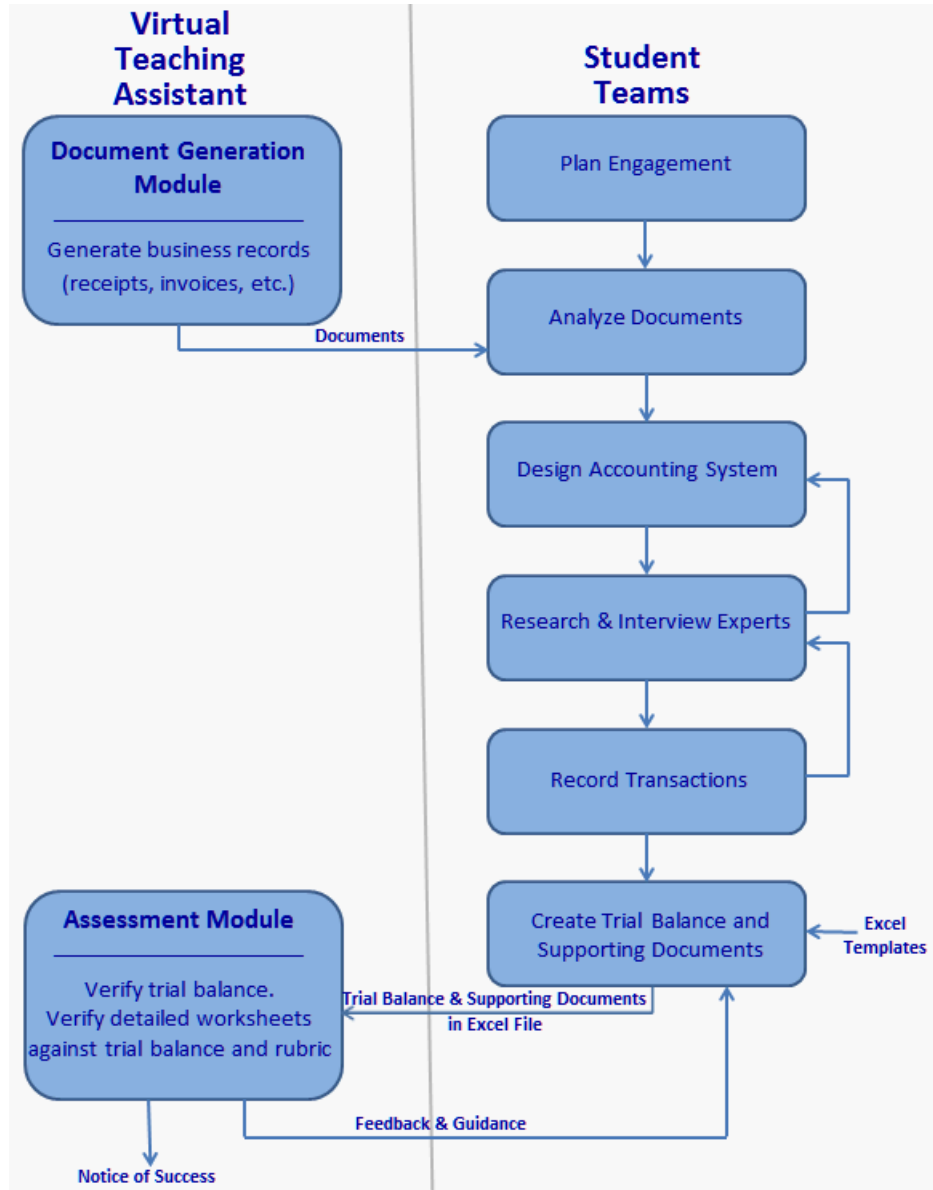 Virtual
Teaching
Assistant
Document Generation
Module
Generate business records
(receipts, invoices, etc.)
Documents
Student
Teams
Plan Engagement
Analyze Documents
Design Accounting System
Research & Interview Experts
Record Transactions
Create Trial Balance and
Supporting Documents
Excel
Templates
Trial Balance & Supporting Documents
in Excel File
Assessment Module
Verify trial balance.
Verify detailed worksheets
against trial balance and rubric
Feedback & Guidance
Notice of Success